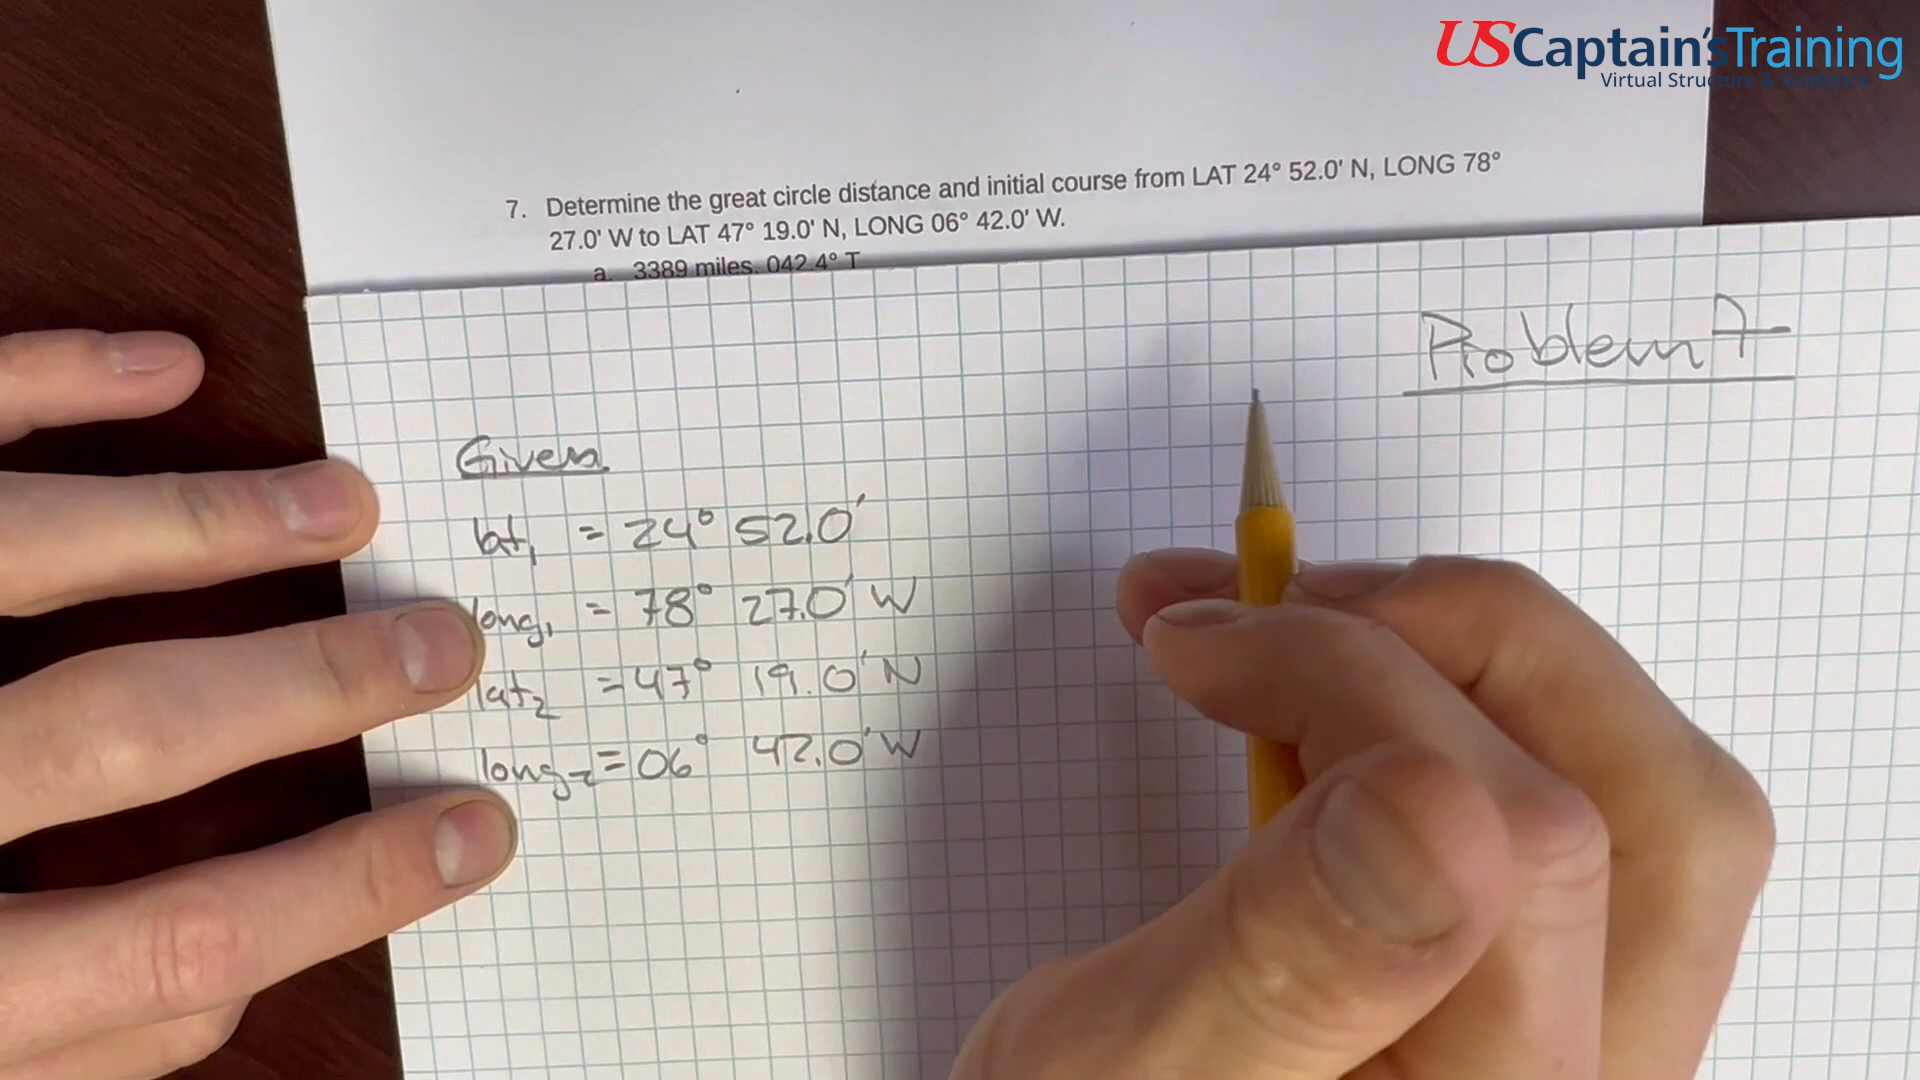 USCaptain'sTraining
Virtual Structure & Guidance
7. Determine the great circle distance and initial course from LAT 24° 52.0' N, LONG 78°
27.0' W to LAT 47° 19.0' N, LONG 06° 42.0' W.
a. 3389 miles, 042.4° T
Problem 7
Given
lat₁ = 24° 52.0'
long₁ = 78° 27.0' W
lat₂ = 47° 19.0' N
long₂ = 06° 42.0' W